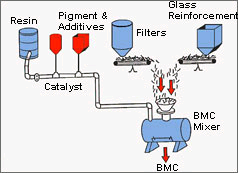 Resin
Pigment &
Additives
Filters
Glass
Reinforcement
Catalyst
BMC
Mixer
BMC